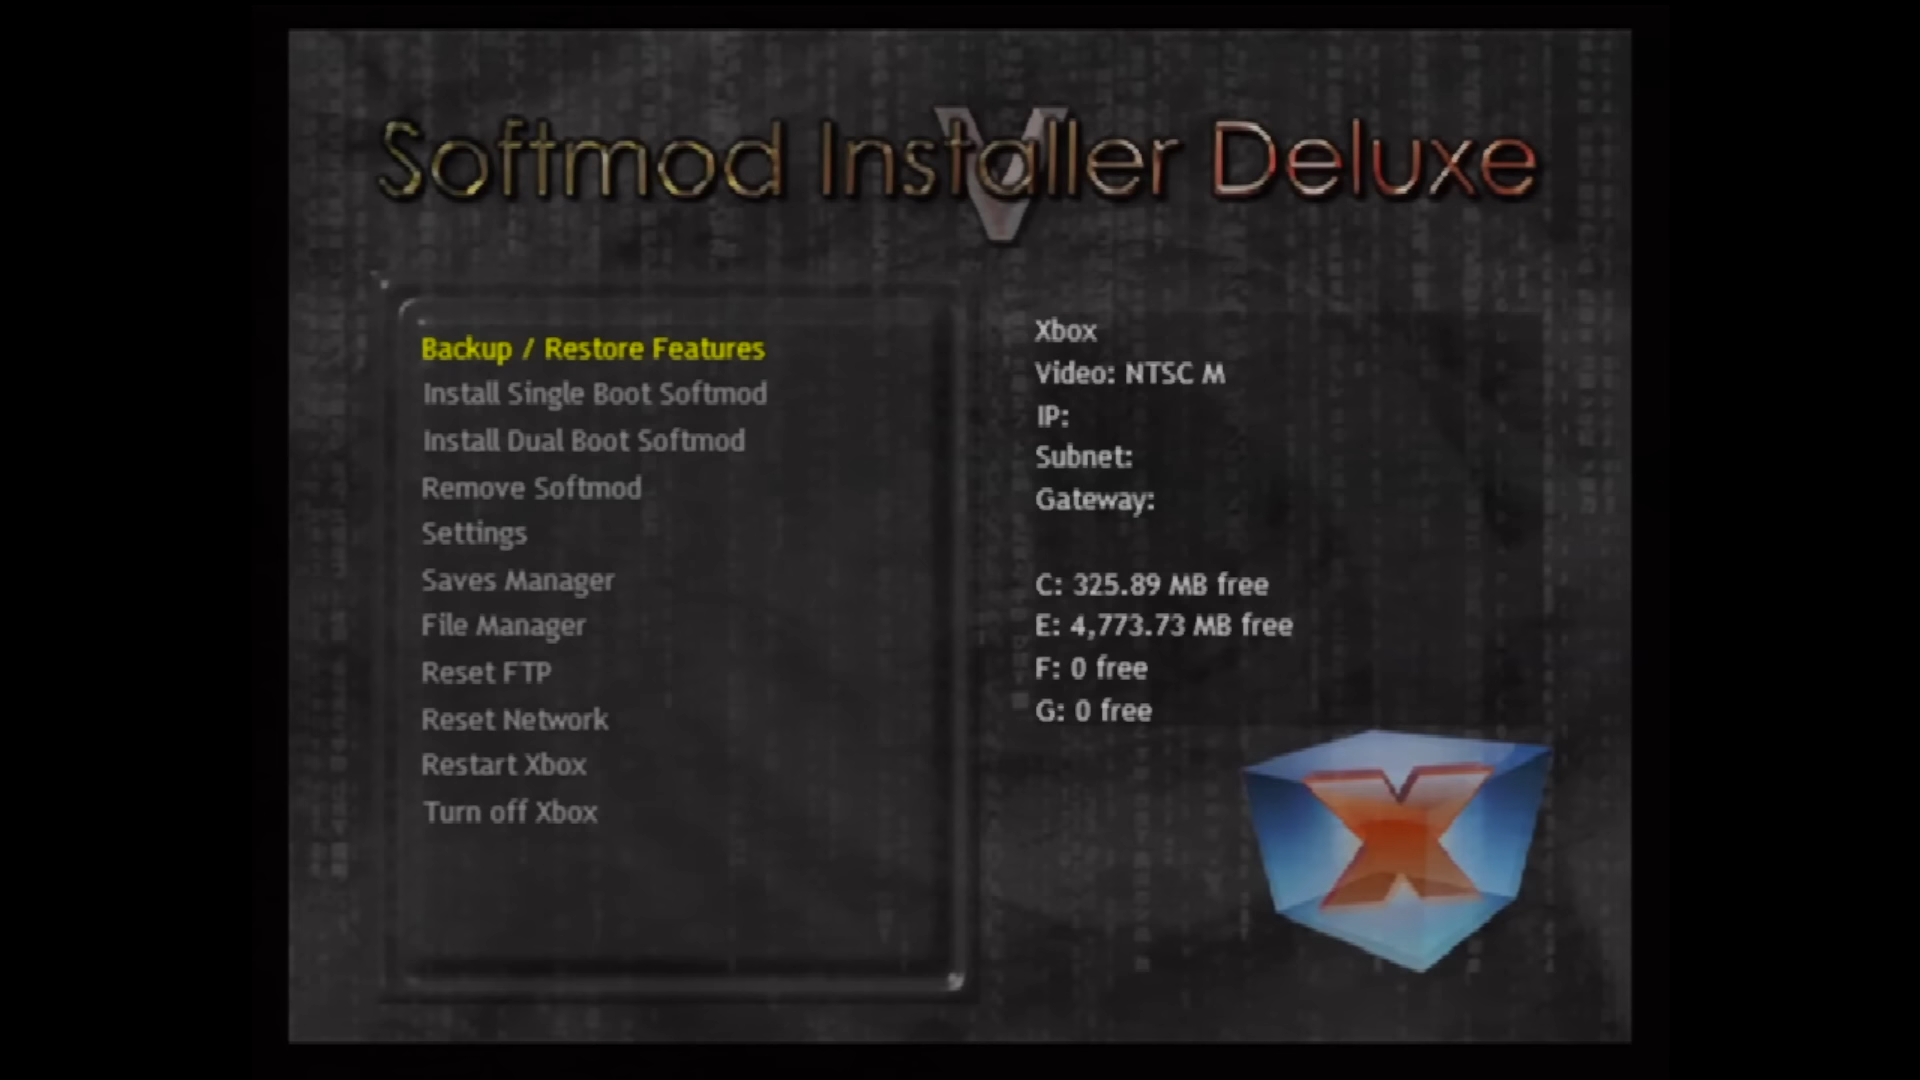 Softmod Installer Deluxe
V
Backup / Restore Features
Install Single Boot Softmod
Install Dual Boot Softmod
Remove Softmod
Settings
Saves Manager
File Manager
Reset FTP
Reset Network
Restart Xbox
Turn off Xbox
Xbox
Video: NTSC M
IP:
Subnet:
Gateway:
C: 325.89 MB free
E: 4,773.73 MB free
F: 0 free
G: 0 free
X